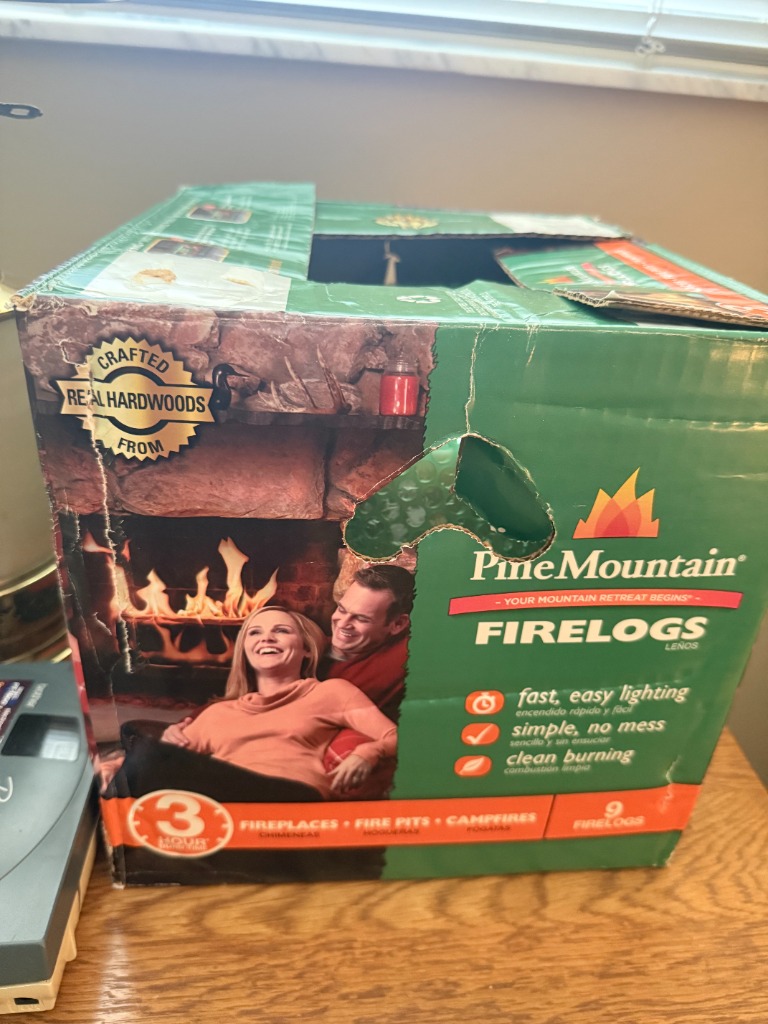 CRAFTED
REAL HARDWOODS
FROM
PineMountain®
- YOUR MOUNTAIN RETREAT BEGINS® -
FIRELOGS
LEÑOS
fast, easy lighting
encendido rápido y fácil
simple, no mess
sencillo y sin ensuciar
clean burning
combustión limpia
3
HOUR
FIREPLACES • FIRE PITS • CAMPFIRES
CHIMENEAS HOGUERAS FOGATAS
9
FIRELOGS